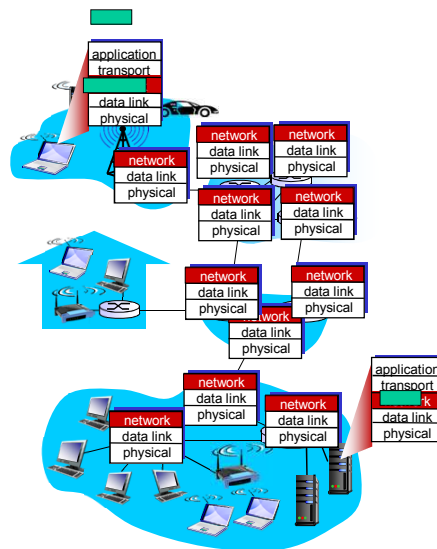 application
transport
data link
physical
network
data link
physical
network
data link
physical
network
data link
physical
network
data link
physical
network
data link
physical
network
data link
physical
network
data link
physical
network
data link
physical
network
data link
physical
application
transport
data link
physical
network
data link
physical
network
data link
physical